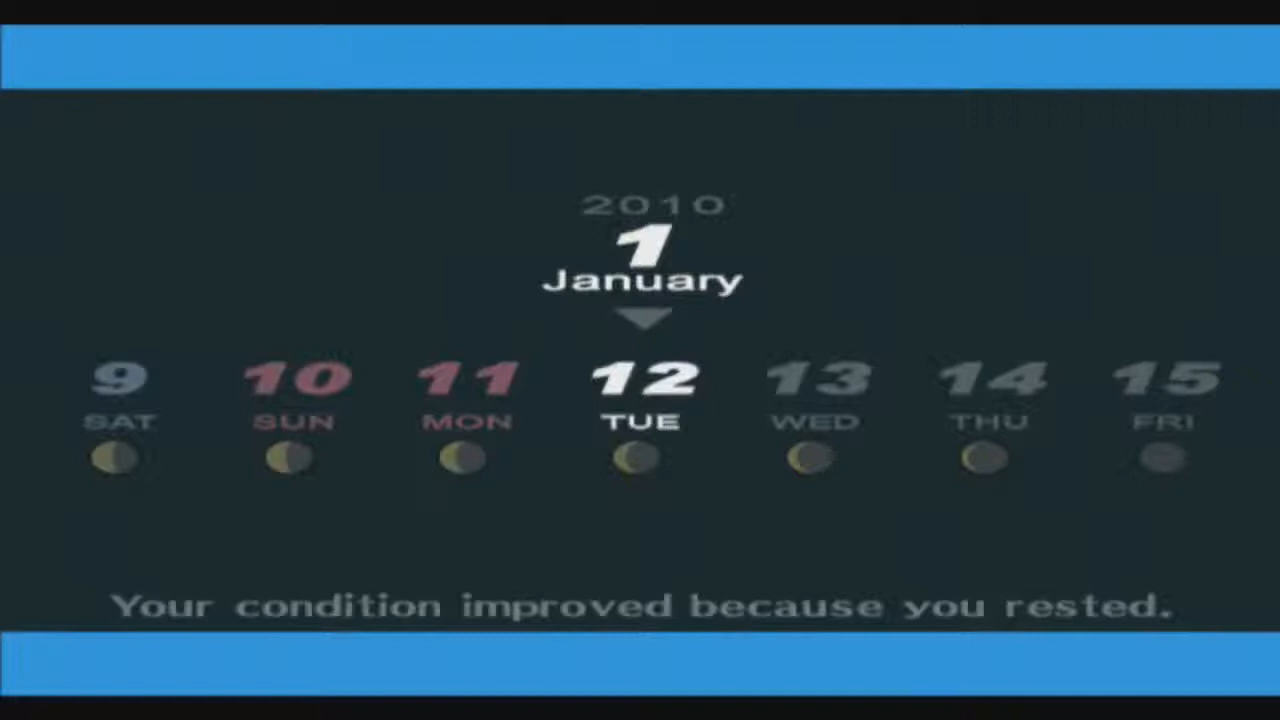 2010
1
January
9 10 11 12 13 14 15
SAT SUN MON TUE WED THU FRI
Your condition improved because you rested.